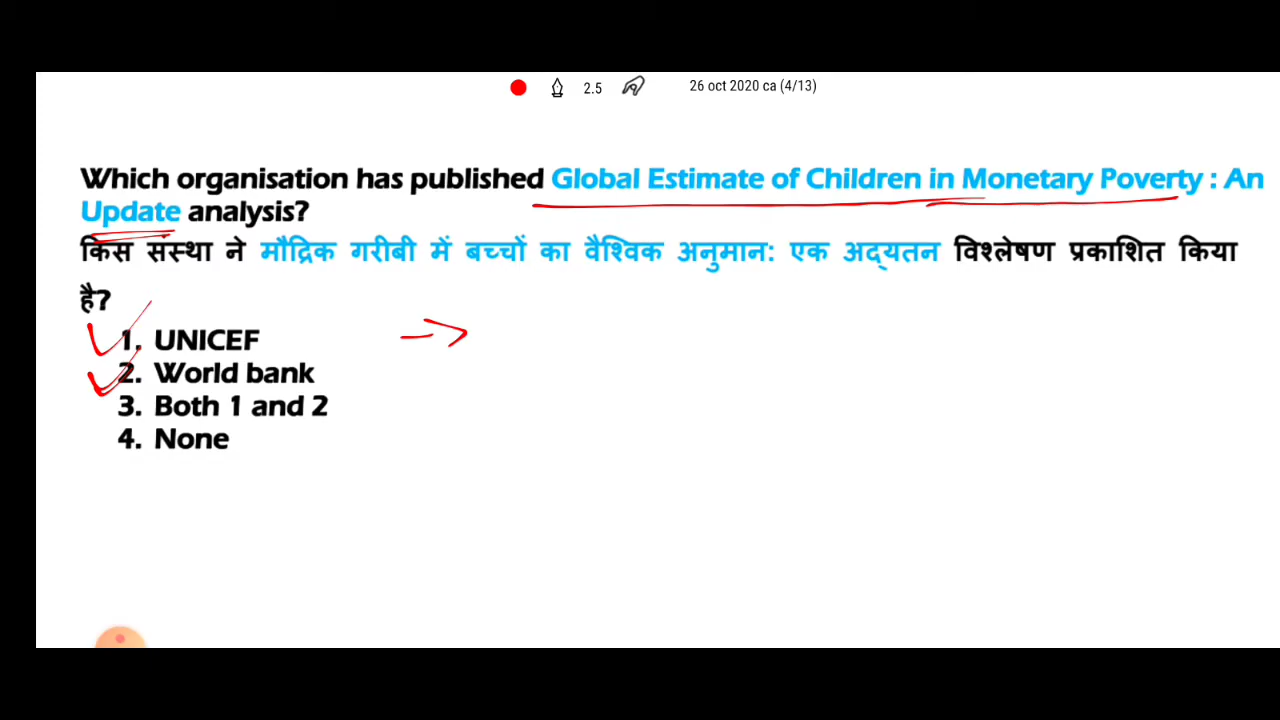 2.5 26 oct 2020 ca (4/13)
Which organisation has published Global Estimate of Children in Monetary Poverty : An
Update analysis?
किस संस्था ने मौद्रिक गरीबी में बच्चों का वैश्विक अनुमान: एक अद्यतन विश्लेषण प्रकाशित किया
है?
1. UNICEF
2. World bank
3. Both 1 and 2
4. None